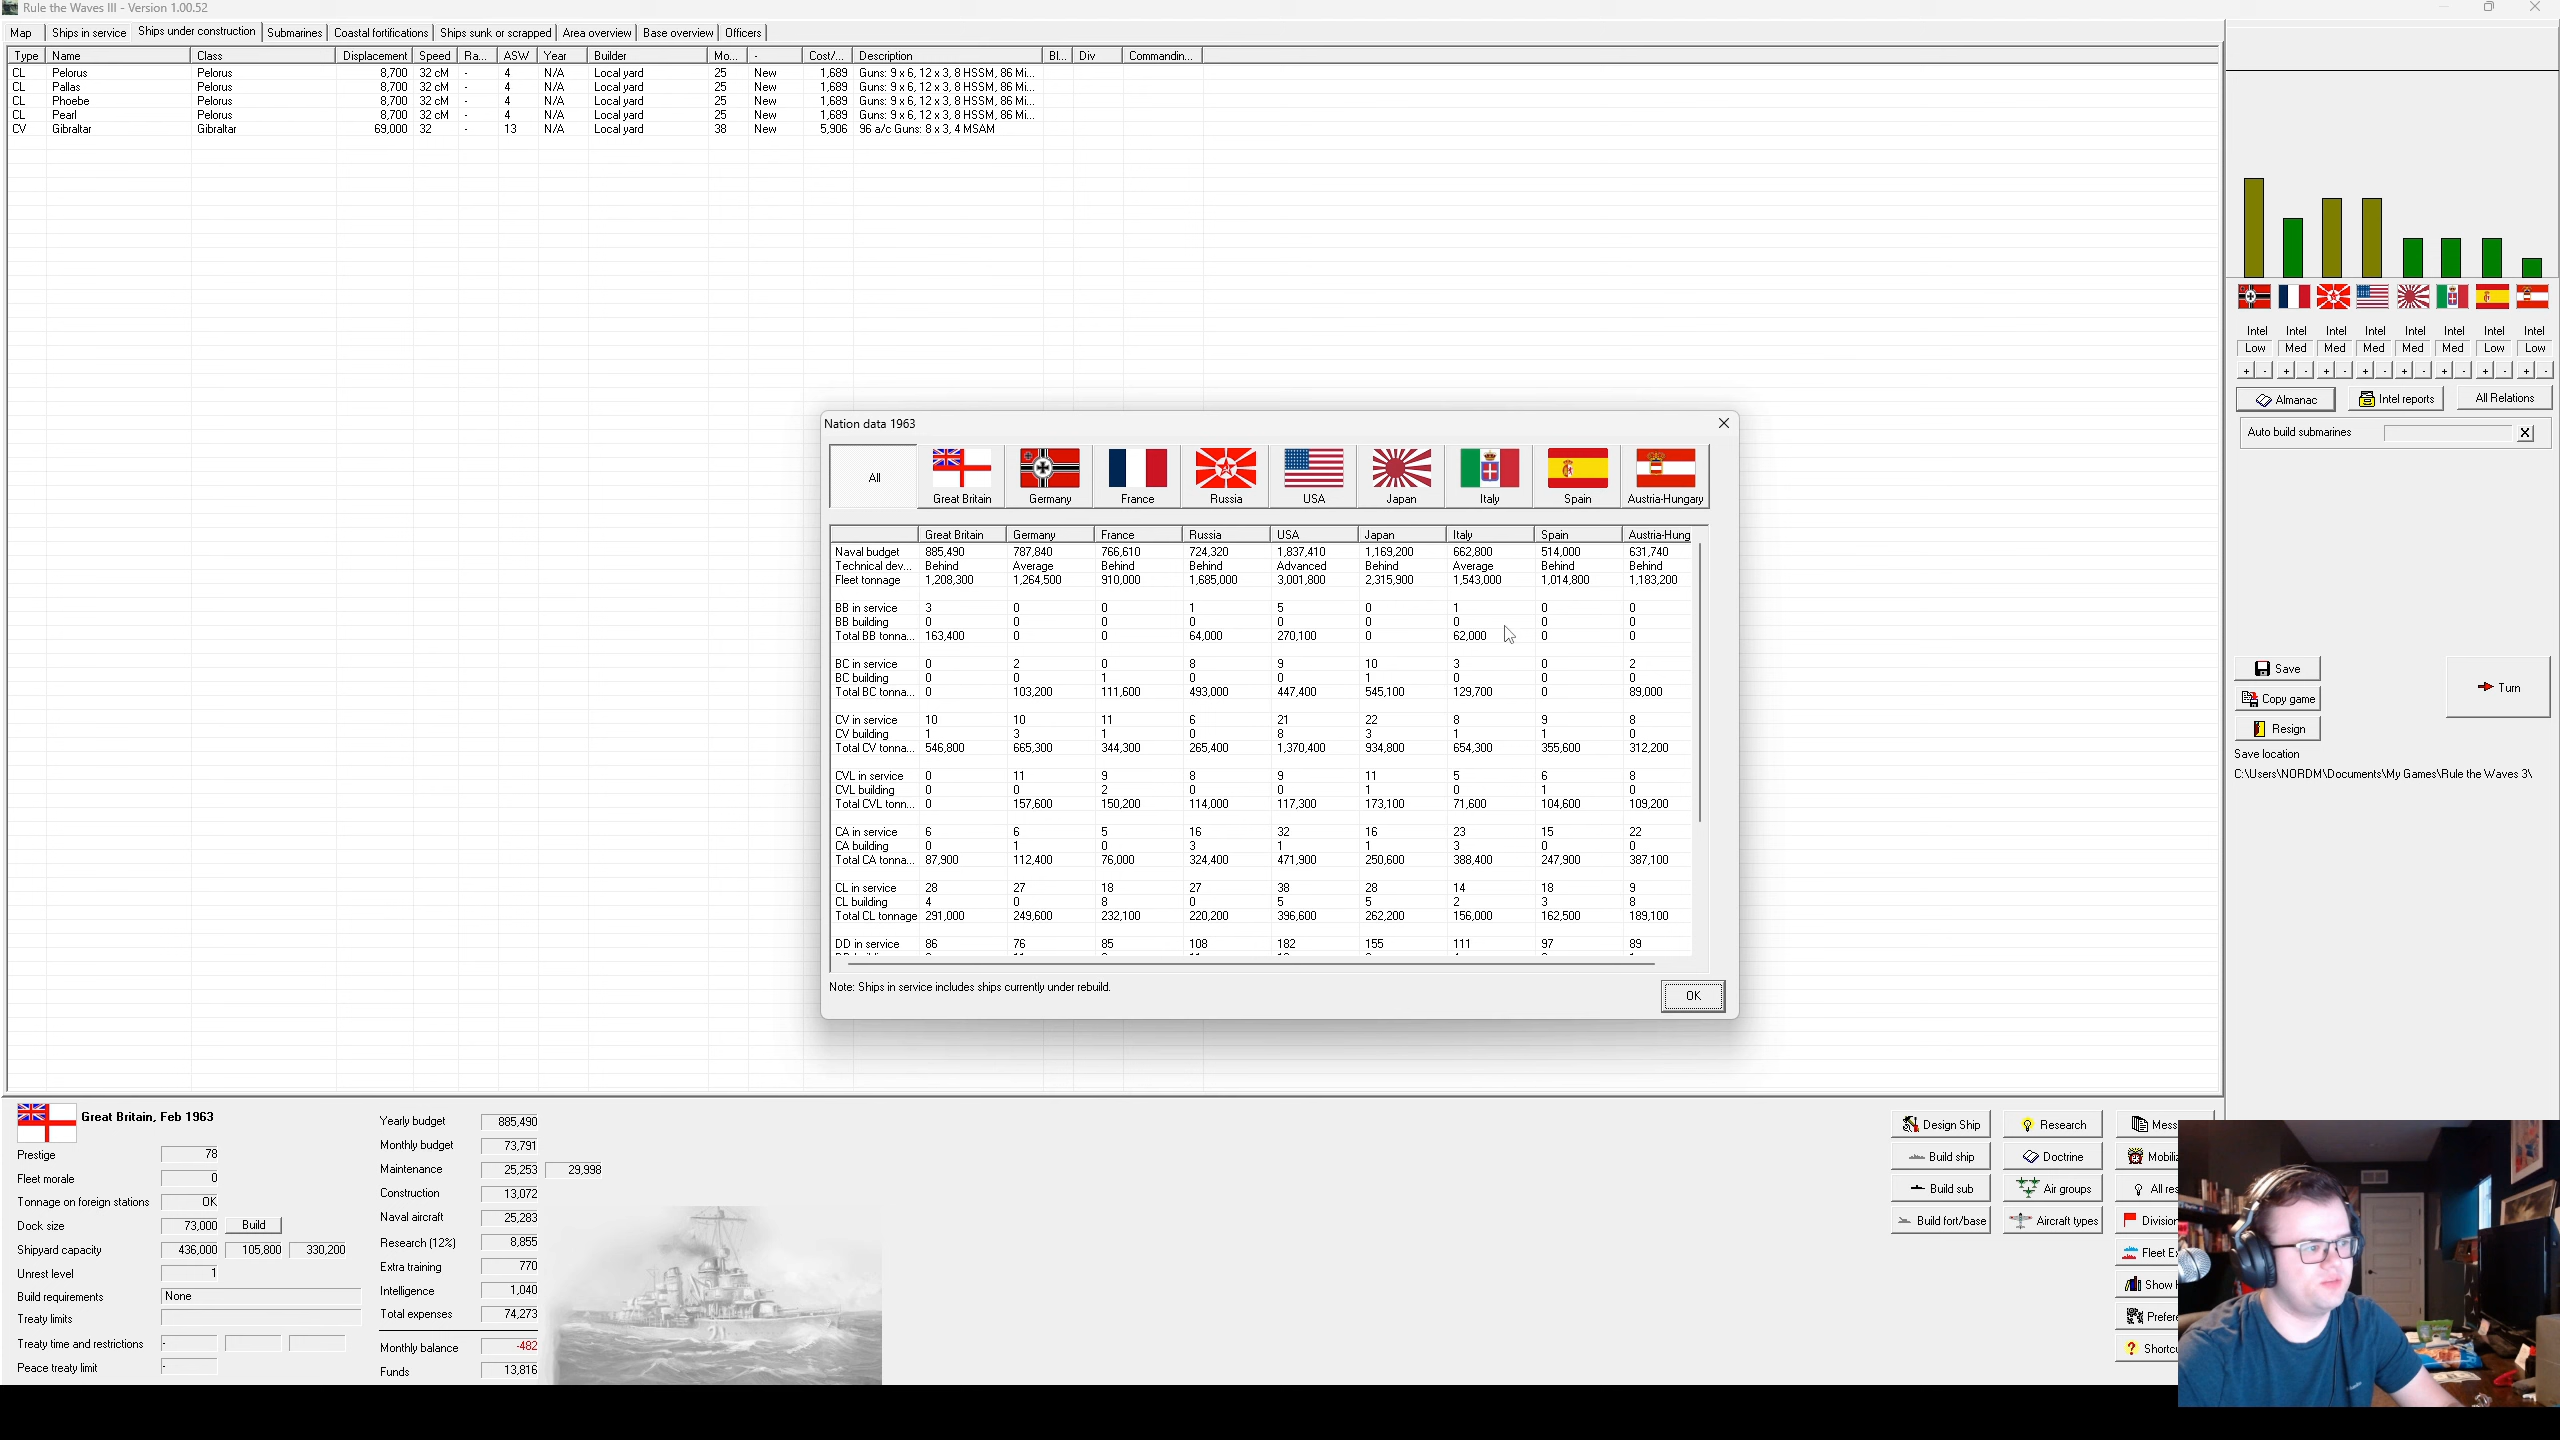 Rule the Waves III - Version 1.00.52
Map Ships in service Ships under construction Submarines Coastal fortifications Ships sunk or scrapped Area overview Base overview Officers
Type Name Class Displacement Speed Ra... ASW Year Builder Mo... - Cost/... Description Bl... Div Commandin...
CL Pelorus Pelorus 8,700 32 cM - 4 N/A Local yard 25 New 1,689 Guns: 9 x 6, 12 x 3, 8 HSSM, 86 Mi...
CL Pallas Pelorus 8,700 32 cM - 4 N/A Local yard 25 New 1,689 Guns: 9 x 6, 12 x 3, 8 HSSM, 86 Mi...
CL Phoebe Pelorus 8,700 32 cM - 4 N/A Local yard 25 New 1,689 Guns: 9 x 6, 12 x 3, 8 HSSM, 86 Mi...
CL Pearl Pelorus 8,700 32 cM - 4 N/A Local yard 25 New 1,689 Guns: 9 x 6, 12 x 3, 8 HSSM, 86 Mi...
CV Gibraltar Gibraltar 69,000 32 - 13 N/A Local yard 38 New 5,906 96 a/c Guns: 8 x 3, 4 MSAM
Intel Intel Intel Intel Intel Intel Intel Intel
Low Med Med Med Med Med Low Low
+ - + - + - + - + - + - + - + -
Almanac Intel reports All Relations
Auto build submarines X
Nation data 1963
All Great Britain Germany France Russia USA Japan Italy Spain Austria-Hungary
Great Britain Germany France Russia USA Japan Italy Spain Austria-Hung
Naval budget 885,490 787,840 766,610 724,320 1,837,410 1,169,200 662,800 514,000 631,740
Technical dev... Behind Average Behind Behind Advanced Behind Average Behind Behind
Fleet tonnage 1,208,300 1,264,500 910,000 1,685,000 3,001,800 2,315,900 1,543,000 1,014,800 1,183,200
BB in service 3 0 0 1 5 0 1 0 0
BB building 0 0 0 0 0 0 0 0 0
Total BB tonna... 163,400 0 0 64,000 270,100 0 62,000 0 0
BC in service 0 2 0 8 9 10 3 0 2
BC building 0 0 1 0 0 1 0 0 0
Total BC tonna... 0 103,200 111,600 493,000 447,400 545,100 129,700 0 89,000
CV in service 10 10 11 6 21 22 8 9 8
CV building 1 3 1 0 8 3 1 1 0
Total CV tonna... 546,800 665,300 344,300 265,400 1,370,400 934,800 654,300 355,600 312,200
CVL in service 0 11 9 8 9 11 5 6 8
CVL building 0 0 2 0 0 1 0 1 0
Total CVL tonn... 0 157,600 150,200 114,000 117,300 173,100 71,600 104,600 109,200
CA in service 6 6 5 16 32 16 23 15 22
CA building 0 1 0 3 1 1 3 0 0
Total CA tonna... 87,900 112,400 76,000 324,400 471,900 250,600 388,400 247,900 387,100
CL in service 28 27 18 27 38 28 14 18 9
CL building 4 0 8 0 5 5 2 3 8
Total CL tonnage 291,000 249,600 232,100 220,200 396,600 262,200 156,000 162,500 189,100
DD in service 86 76 85 108 182 155 111 97 89
Note: Ships in service includes ships currently under rebuild.
OK
Save
Copy game
Resign
Turn
Save location
C:\Users\NORDM\Documents\My Games\Rule the Waves 3\
Great Britain, Feb 1963
Prestige 78
Fleet morale 0
Tonnage on foreign stations OK
Dock size 73,000 Build
Shipyard capacity 436,000 105,800 330,200
Unrest level 1
Build requirements None
Treaty limits
Treaty time and restrictions -
Peace treaty limit -
Yearly budget 885,490
Monthly budget 73,791
Maintenance 25,253 29,998
Construction 13,072
Naval aircraft 25,283
Research (12%) 8,855
Extra training 770
Intelligence 1,040
Total expenses 74,273
Monthly balance -482
Funds 13,816
Design Ship Research Mess
Build ship Doctrine Mobiliz
Build sub Air groups All res
Build fort/base Aircraft types Division
Fleet Ex
Show
Prefere
Shortcu